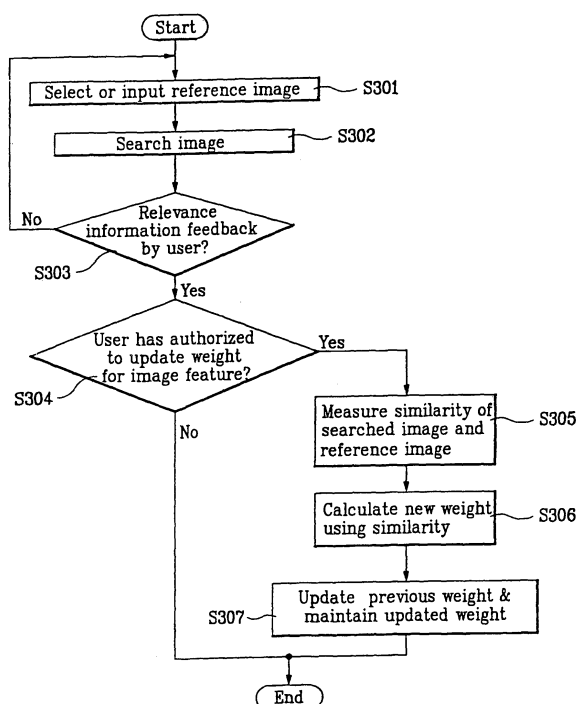 Start
Select or input reference image
S301
Search image
S302
No
Relevance
information feedback
by user?
S303
Yes
User has authorized
to update weight
for image feature?
S304
Yes
No
Measure similarity of
searched image and
reference image
S305
Calculate new weight
using similarity
S306
Update previous weight &
maintain updated weight
S307
End